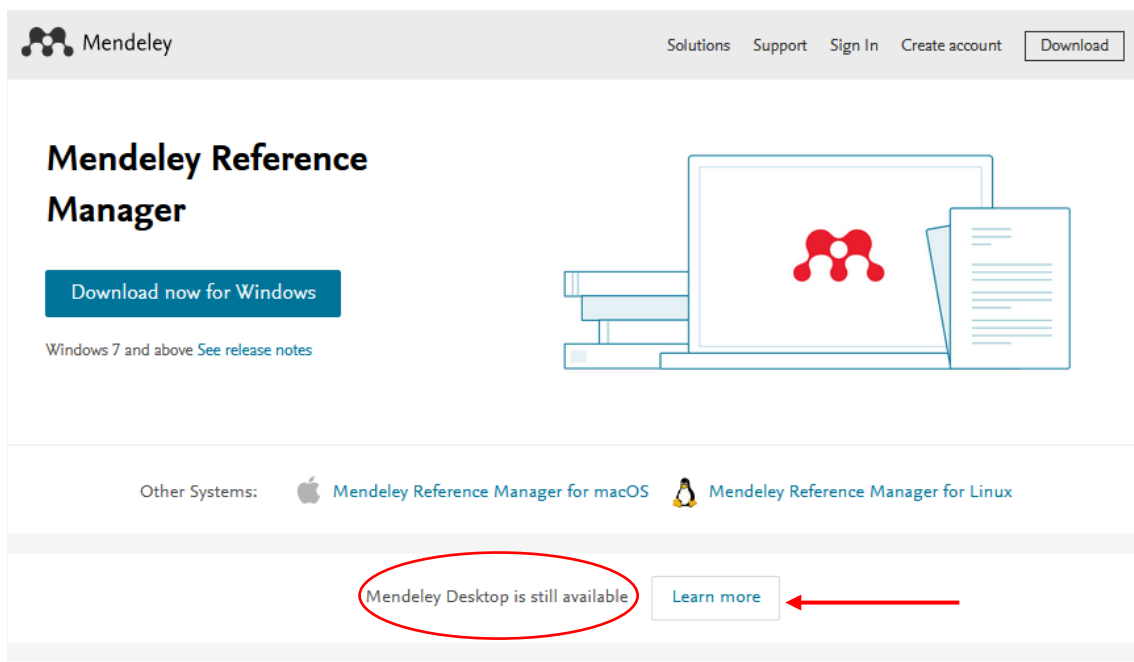 Mendeley
Solutions Support Sign In Create account Download
Mendeley Reference
Manager
Download now for Windows
Windows 7 and above See release notes
Other Systems: Mendeley Reference Manager for macOS Mendeley Reference Manager for Linux
Mendeley Desktop is still available Learn more